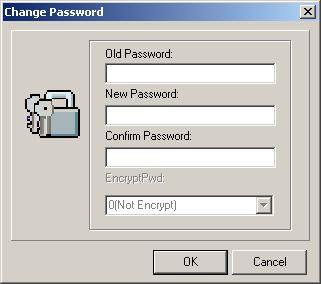 Change Password
Old Password:
New Password:
Confirm Password:
EncryptPwd:
0(Not Encrypt)
OK
Cancel